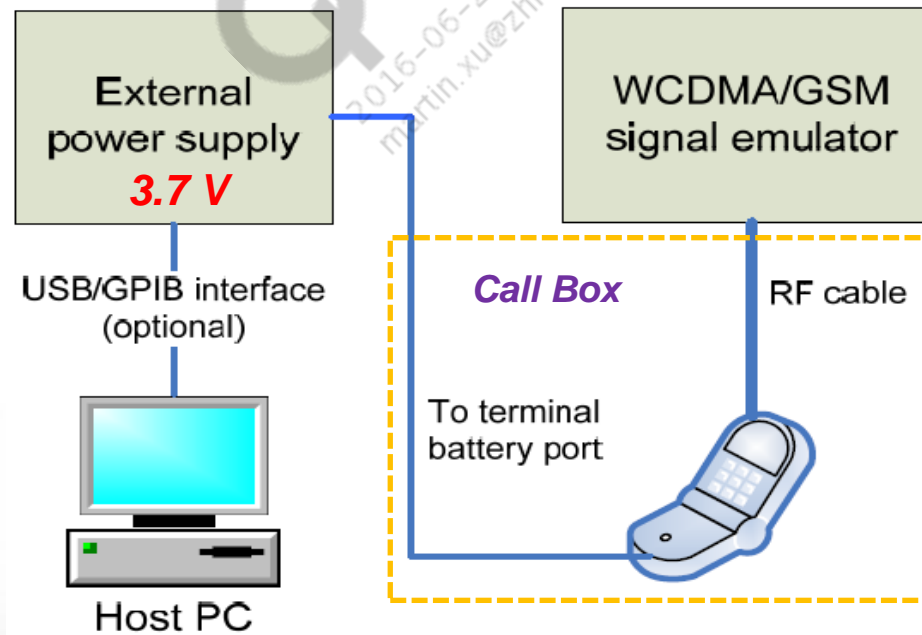 2016-06-2
martin.xu@zh
External
power supply
3.7 V
WCDMA/GSM
signal emulator
USB/GPIB interface
(optional)
Call Box
RF cable
To terminal
battery port
Host PC